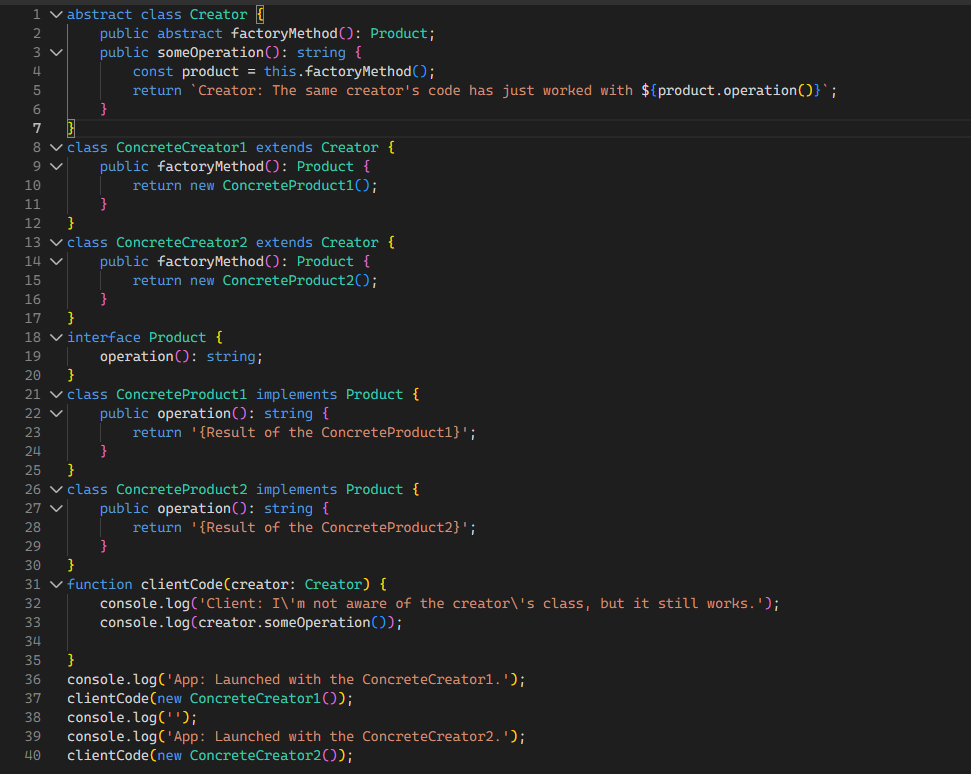 1 abstract class Creator {
2     public abstract factoryMethod(): Product;
3     public someOperation(): string {
4         const product = this.factoryMethod();
5         return `Creator: The same creator's code has just worked with ${product.operation()}`;
6     }
7 }
8 class ConcreteCreator1 extends Creator {
9     public factoryMethod(): Product {
10         return new ConcreteProduct1();
11     }
12 }
13 class ConcreteCreator2 extends Creator {
14     public factoryMethod(): Product {
15         return new ConcreteProduct2();
16     }
17 }
18 interface Product {
19     operation(): string;
20 }
21 class ConcreteProduct1 implements Product {
22     public operation(): string {
23         return '{Result of the ConcreteProduct1}';
24     }
25 }
26 class ConcreteProduct2 implements Product {
27     public operation(): string {
28         return '{Result of the ConcreteProduct2}';
29     }
30 }
31 function clientCode(creator: Creator) {
32     console.log('Client: I\'m not aware of the creator\'s class, but it still works.');
33     console.log(creator.someOperation());
34
35 }
36 console.log('App: Launched with the ConcreteCreator1.');
37 clientCode(new ConcreteCreator1());
38 console.log('');
39 console.log('App: Launched with the ConcreteCreator2.');
40 clientCode(new ConcreteCreator2());